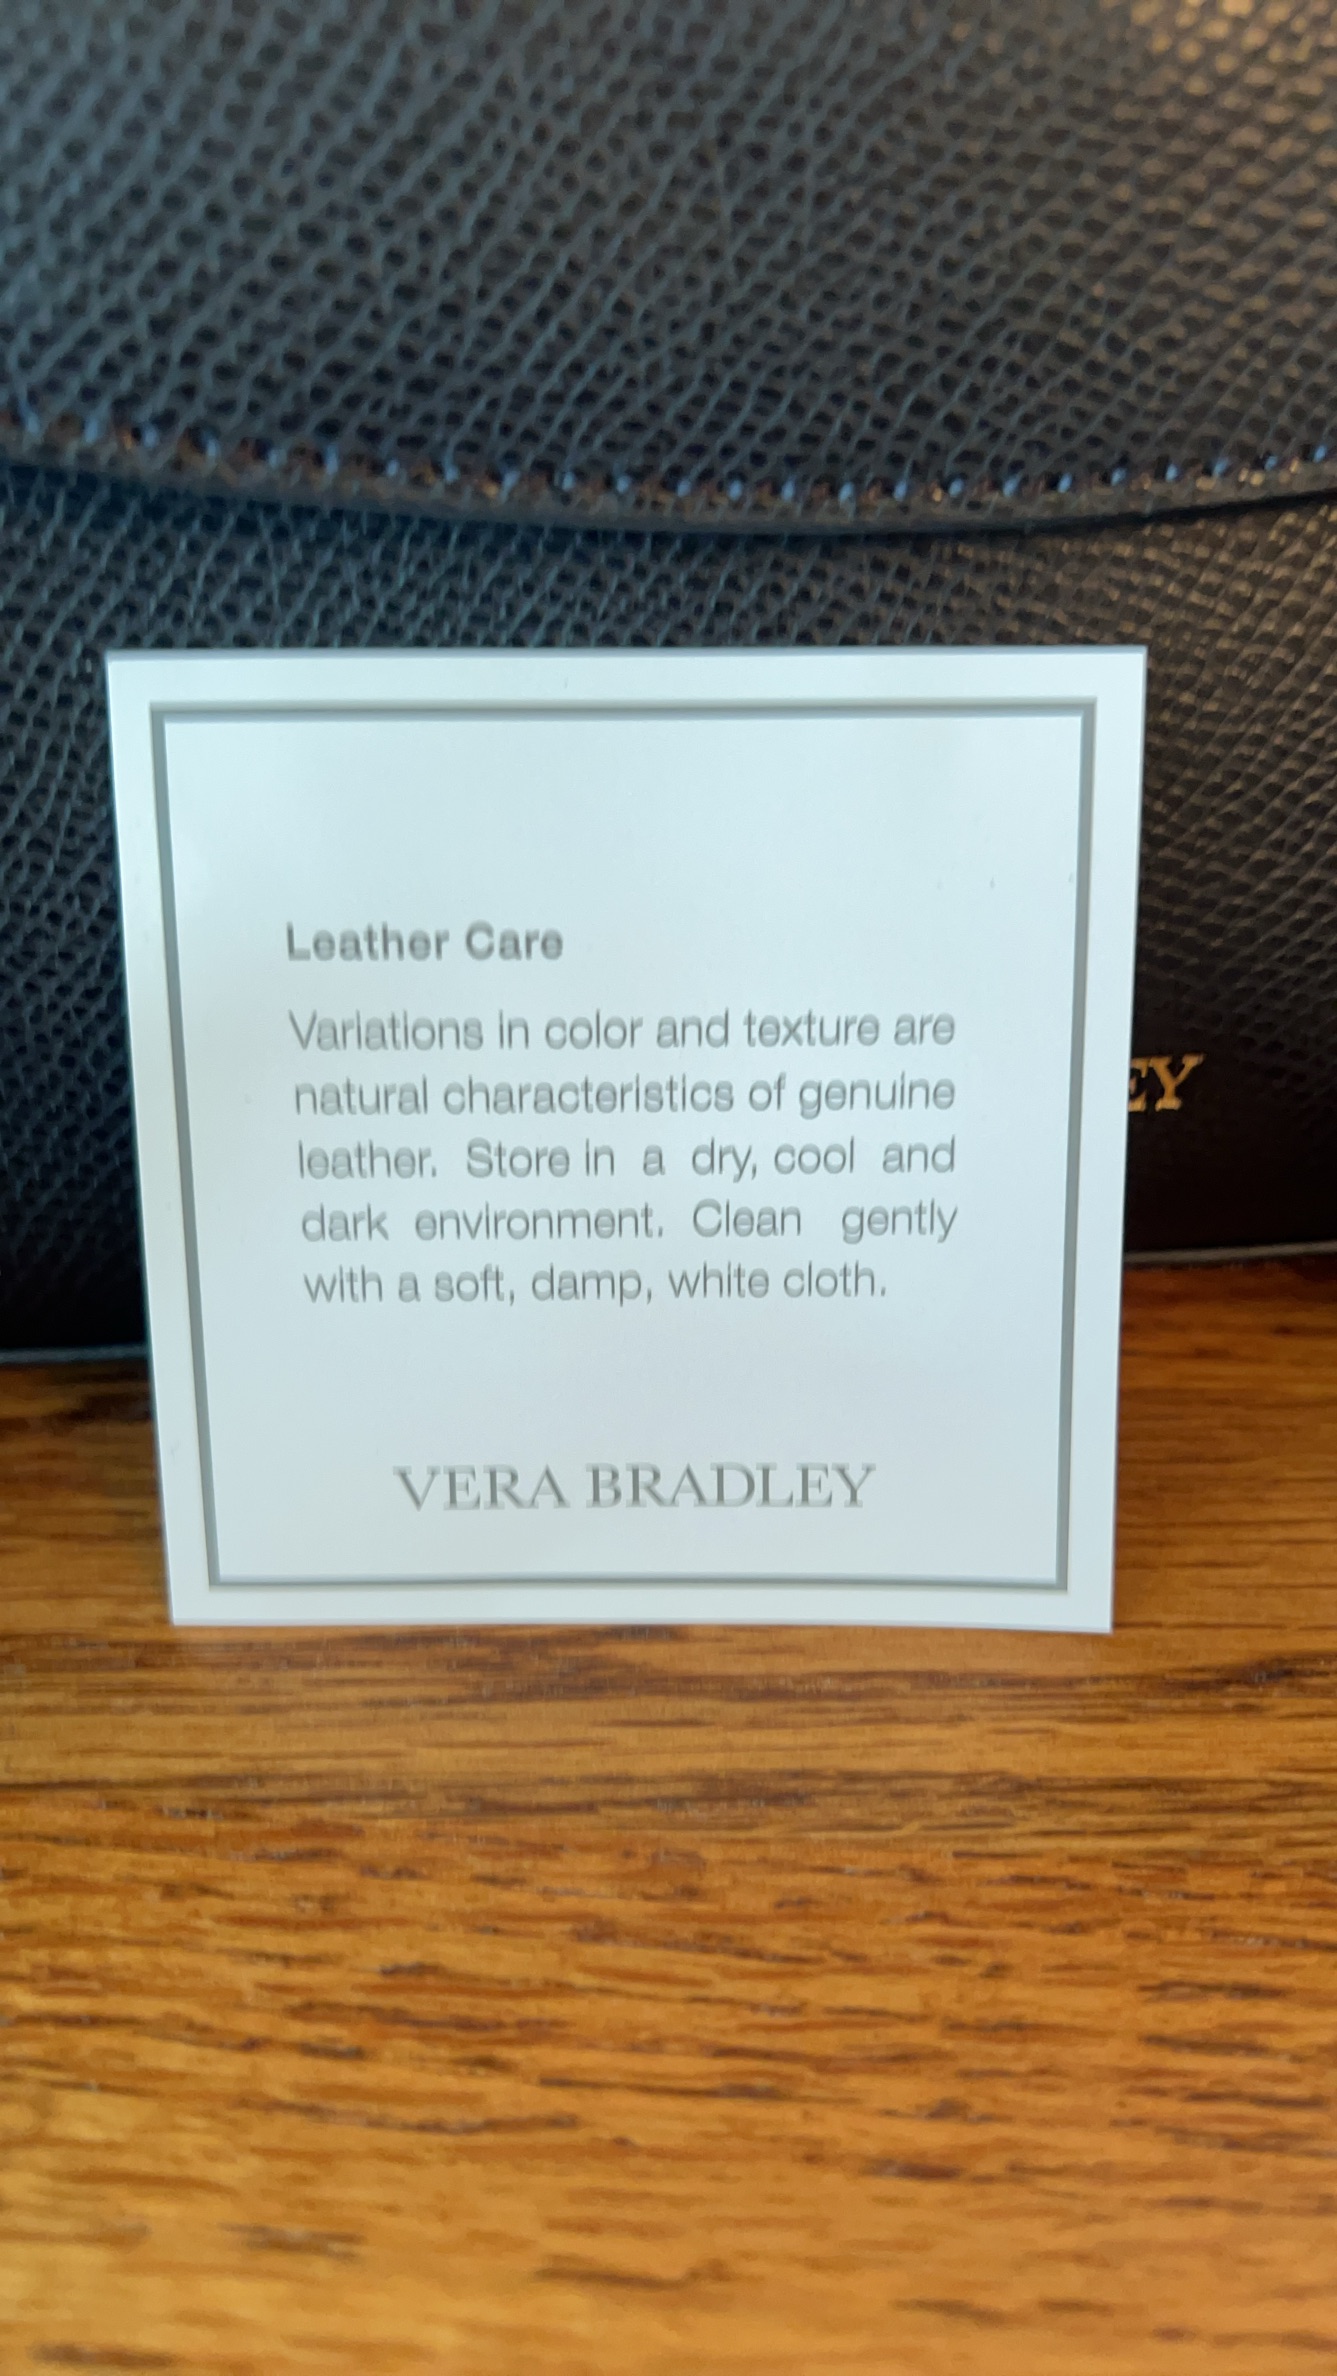 Leather Care
Variations in color and texture are
natural characteristics of genuine
leather. Store in a dry, cool and
dark environment. Clean gently
with a soft, damp, white cloth.
VERA BRADLEY
EY